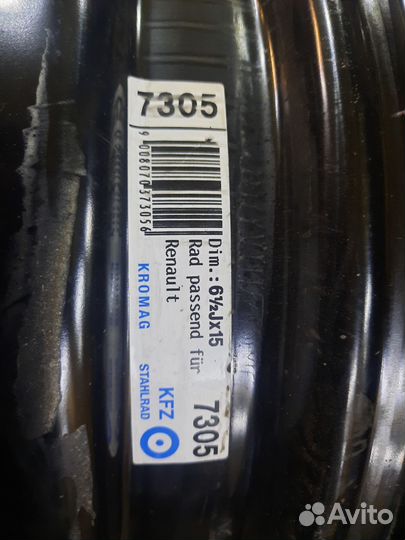 7305
9 008070 373056
Dim.: 6½Jx15
Rad passend für 7305
Renault
KROMAG STAHLRAD KFZ
Avito